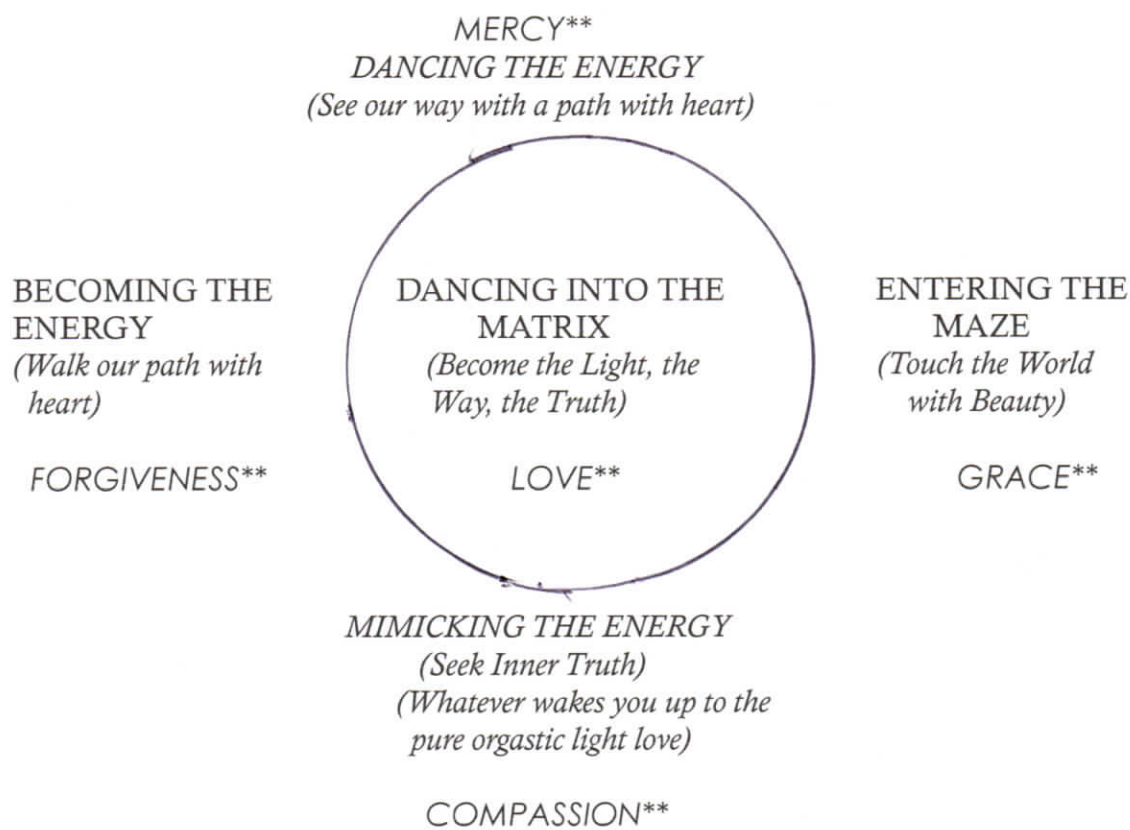 MERCY**
DANCING THE ENERGY
(See our way with a path with heart)
BECOMING THE
ENERGY
(Walk our path with
heart)
FORGIVENESS**
DANCING INTO THE
MATRIX
(Become the Light, the
Way, the Truth)
LOVE**
ENTERING THE
MAZE
(Touch the World
with Beauty)
GRACE**
MIMICKING THE ENERGY
(Seek Inner Truth)
(Whatever wakes you up to the
pure orgastic light love)
COMPASSION**